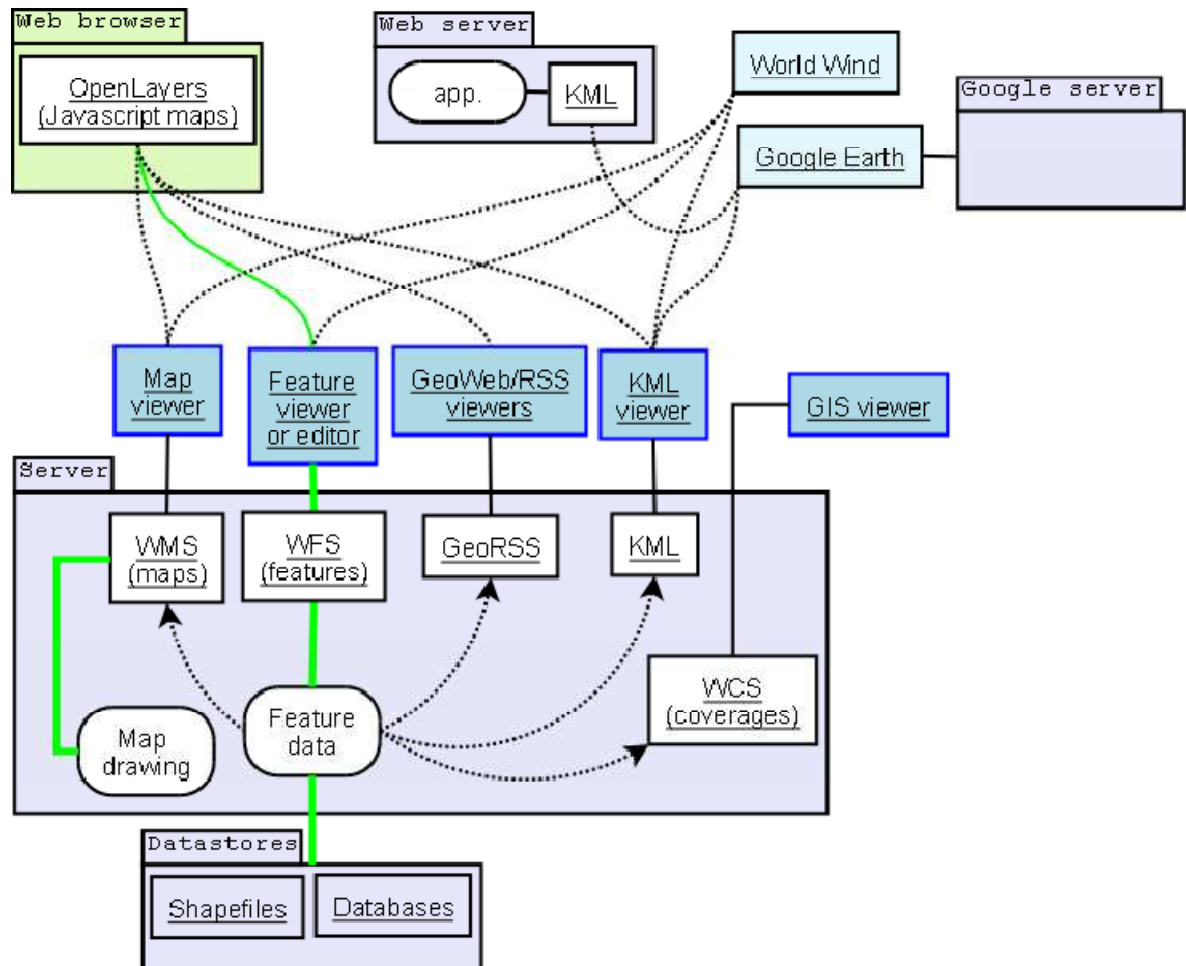 Web browser
OpenLayers
(Javascript maps)
Web server
app.
KML
World Wind
Google Earth
Google server
Map
viewer
Feature
viewer
or editor
GeoWeb/RSS
viewers
KML
viewer
GIS viewer
Server
WMS
(maps)
WFS
(features)
GeoRSS
KML
WCS
(coverages)
Map
drawing
Feature
data
Datastores
Shapefiles
Databases